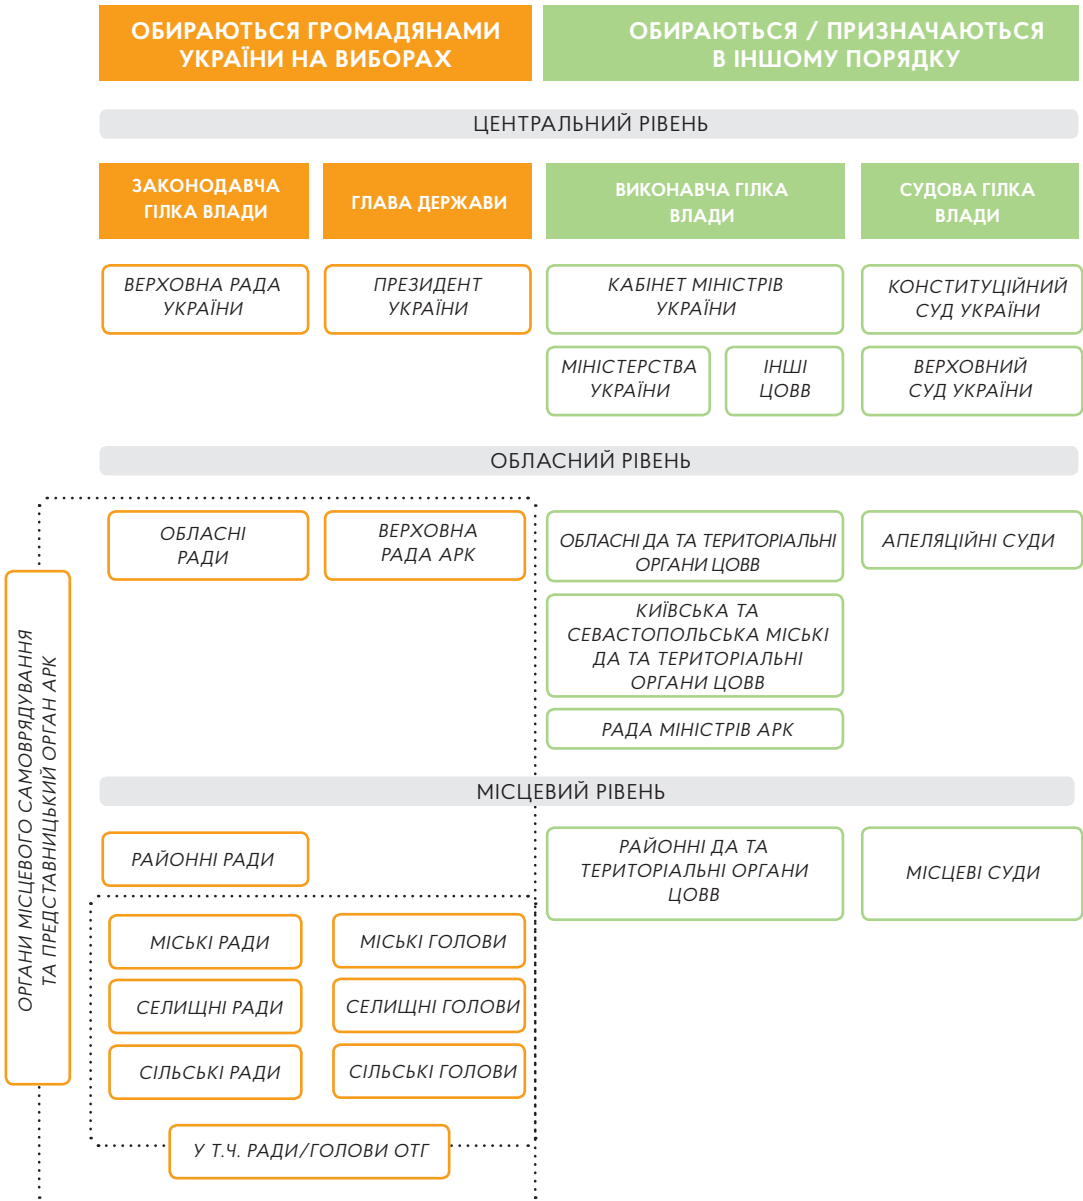 ОБИРАЮТЬСЯ ГРОМАДЯНАМИ
УКРАЇНИ НА ВИБОРАХ
ОБИРАЮТЬСЯ / ПРИЗНАЧАЮТЬСЯ
В ІНШОМУ ПОРЯДКУ
ЦЕНТРАЛЬНИЙ РІВЕНЬ
ЗАКОНОДАВЧА
ГІЛКА ВЛАДИ
ГЛАВА ДЕРЖАВИ
ВИКОНАВЧА ГІЛКА
ВЛАДИ
СУДОВА ГІЛКА
ВЛАДИ
ВЕРХОВНА РАДА
УКРАЇНИ
ПРЕЗИДЕНТ
УКРАЇНИ
КАБІНЕТ МІНІСТРІВ
УКРАЇНИ
КОНСТИТУЦІЙНИЙ
СУД УКРАЇНИ
МІНІСТЕРСТВА
УКРАЇНИ
ІНШІ
ЦОВВ
ВЕРХОВНИЙ
СУД УКРАЇНИ
ОБЛАСНИЙ РІВЕНЬ
ОРГАНИ МІСЦЕВОГО САМОВРЯДУВАННЯ
ТА ПРЕДСТАВНИЦЬКИЙ ОРГАН АРК
ОБЛАСНІ
РАДИ
ВЕРХОВНА
РАДА АРК
ОБЛАСНІ ДА ТА ТЕРИТОРІАЛЬНІ
ОРГАНИ ЦОВВ
АПЕЛЯЦІЙНІ СУДИ
КИЇВСЬКА ТА
СЕВАСТОПОЛЬСЬКА МІСЬКІ
ДА ТА ТЕРИТОРІАЛЬНІ
ОРГАНИ ЦОВВ
РАДА МІНІСТРІВ АРК
МІСЦЕВИЙ РІВЕНЬ
РАЙОННІ РАДИ
РАЙОННІ ДА ТА
ТЕРИТОРІАЛЬНІ ОРГАНИ
ЦОВВ
МІСЦЕВІ СУДИ
МІСЬКІ РАДИ
МІСЬКІ ГОЛОВИ
СЕЛИЩНІ РАДИ
СЕЛИЩНІ ГОЛОВИ
СІЛЬСЬКІ РАДИ
СІЛЬСЬКІ ГОЛОВИ
У Т.Ч. РАДИ/ГОЛОВИ ОТГ